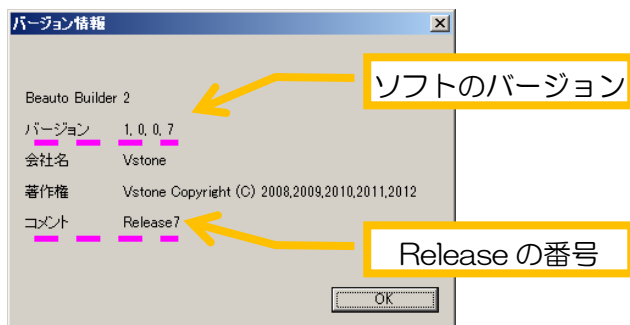 バージョン情報
ソフトのバージョン
Beauto Builder 2
バージョン 1, 0, 0, 7
会社名 Vstone
著作権 Vstone Copyright (C) 2008,2009,2010,2011,2012
コメント Release7
Release の番号
OK